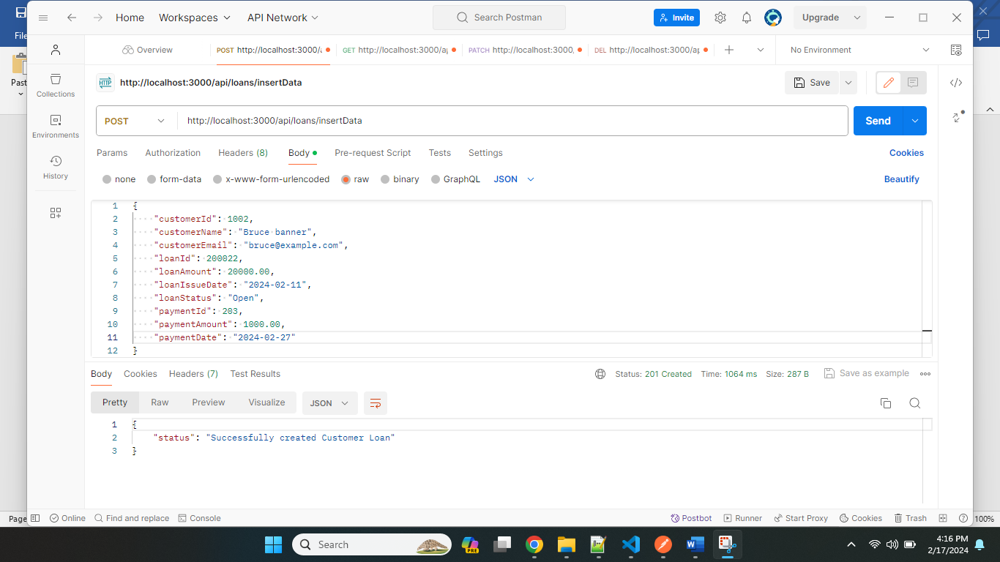 File
Past
Page
100%
Home
Workspaces
API Network
Search Postman
Invite
Upgrade
Overview
POST http://localhost:3000/a
GET http://localhost:3000/ap
PATCH http://localhost:3000/
DEL http://localhost:3000/ap
No Environment
Collections
Environments
History
HTTP http://localhost:3000/api/loans/insertData
Save
POST
http://localhost:3000/api/loans/insertData
Send
Params
Authorization
Headers (8)
Body
Pre-request Script
Tests
Settings
Cookies
none
form-data
x-www-form-urlencoded
raw
binary
GraphQL
JSON
Beautify
1 {
2 "customerId": 1002,
3 "customerName": "Bruce banner",
4 "customerEmail": "bruce@example.com",
5 "loanId": 200022,
6 "loanAmount": 20000.00,
7 "loanIssueDate": "2024-02-11",
8 "loanStatus": "Open",
9 "paymentId": 203,
10 "paymentAmount": 1000.00,
11 "paymentDate": "2024-02-27"
12 }
Body
Cookies
Headers (7)
Test Results
Status: 201 Created
Time: 1064 ms
Size: 287 B
Save as example
Pretty
Raw
Preview
Visualize
JSON
1 {
2 "status": "Successfully created Customer Loan"
3 }
Online
Find and replace
Console
Postbot
Runner
Start Proxy
Cookies
Trash
Search
PRE
4:16 PM
2/17/2024